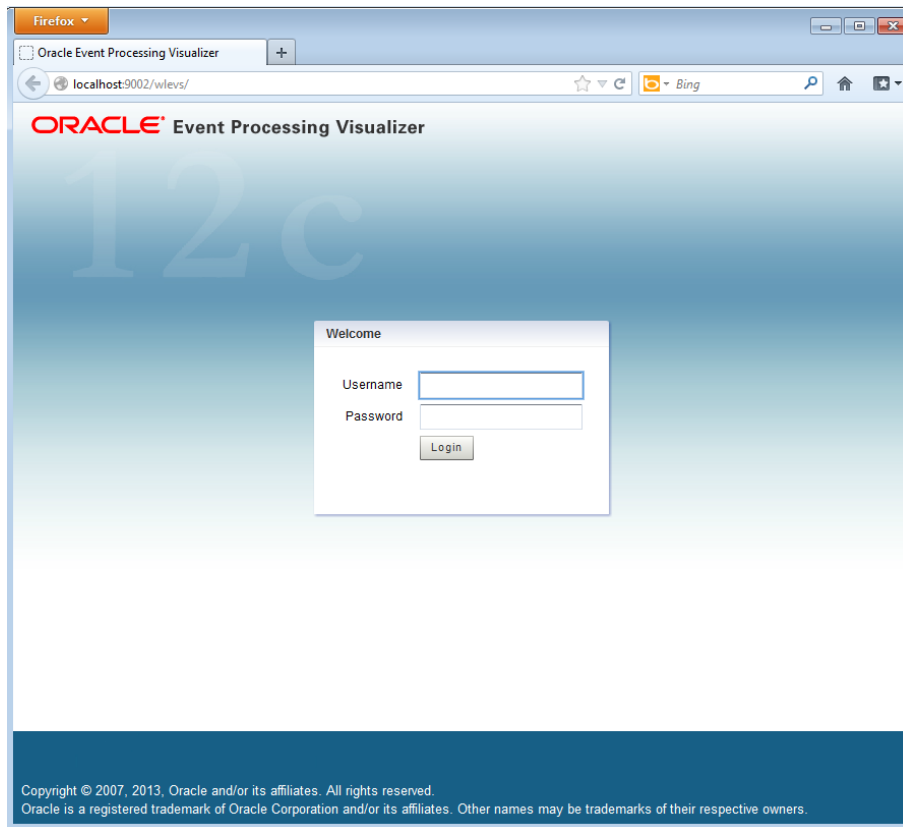 Firefox
Oracle Event Processing Visualizer
localhost:9002/wlevs/
Bing
ORACLE® Event Processing Visualizer
12c
Welcome
Username
Password
Login
Copyright © 2007, 2013, Oracle and/or its affiliates. All rights reserved.
Oracle is a registered trademark of Oracle Corporation and/or its affiliates. Other names may be trademarks of their respective owners.